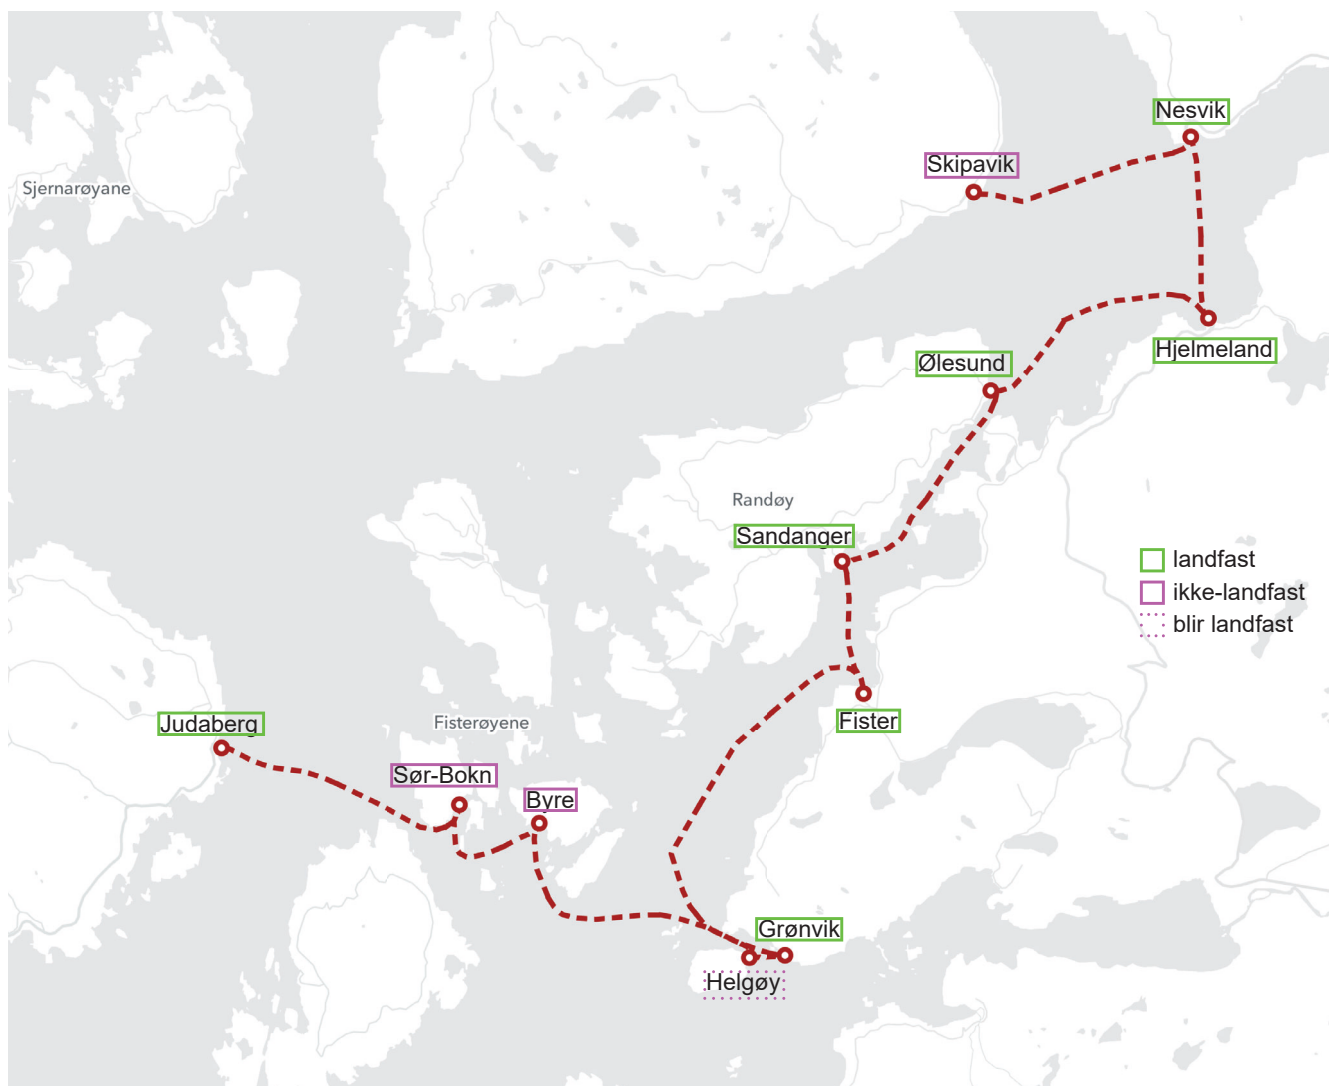 Nesvik
Skipavik
Sjernarøyane
Hjelmeland
Ølesund
Randøy
Sandanger
landfast
ikke-landfast
blir landfast
Fister
Judaberg
Fisterøyene
Sør-Bokn
Byre
Grønvik
Helgøy